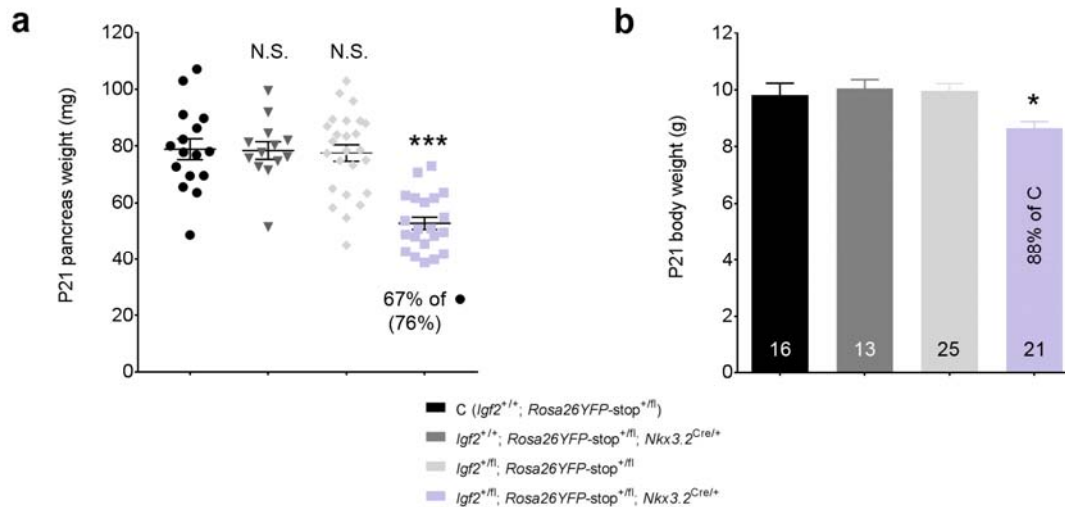 a
P21 pancreas weight (mg)
120
100
80
60
40
20
0
N.S.
N.S.
***
67% of ●
(76%)
b
P21 body weight (g)
12
10
8
6
4
2
0
*
88% of C
16
13
25
21
C (Igf2+/+; Rosa26YFP-stop+/fl)
Igf2+/+; Rosa26YFP-stop+/fl; Nkx3.2Cre/+
Igf2+/fl; Rosa26YFP-stop+/fl
Igf2+/fl; Rosa26YFP-stop+/fl; Nkx3.2Cre/+